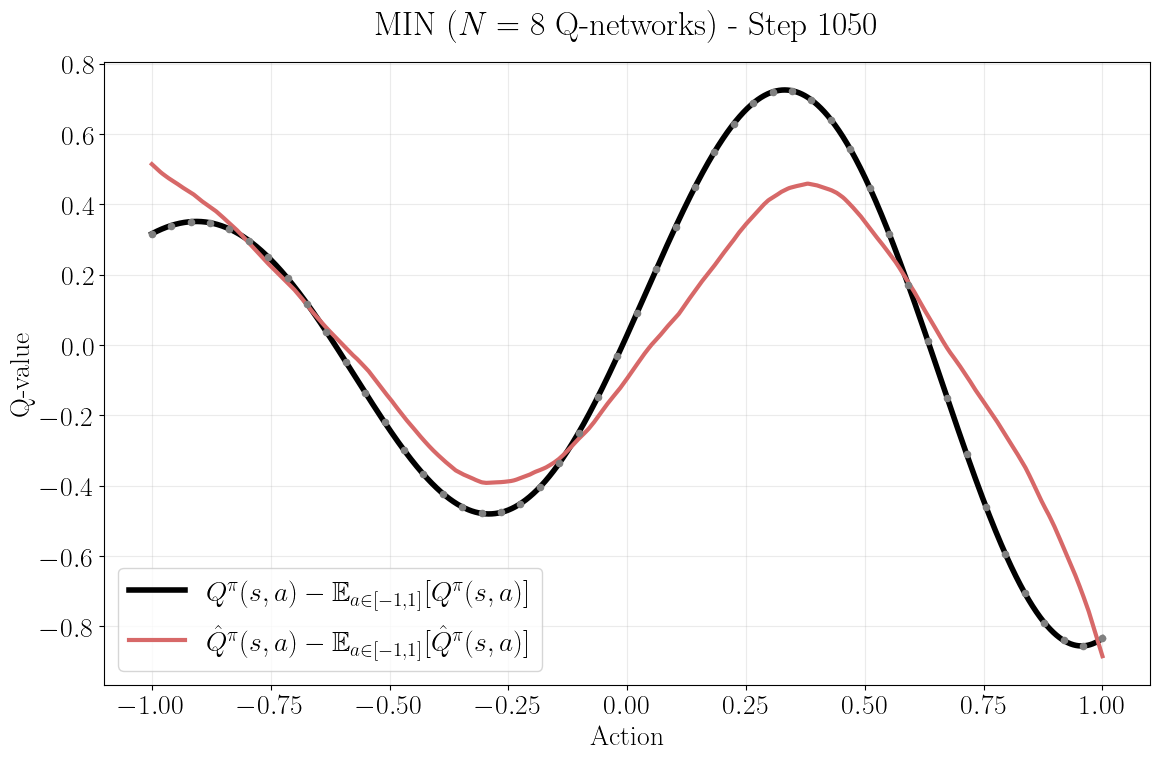 MIN (N = 8 Q-networks) - Step 1050
0.8
0.6
0.4
0.2
0.0
−0.2
−0.4
−0.6
−0.8
Q-value
Q^π(s, a) − 𝔼_{a∈[−1,1]}[Q^π(s, a)]
Q̂^π(s, a) − 𝔼_{a∈[−1,1]}[Q̂^π(s, a)]
−1.00 −0.75 −0.50 −0.25 0.00 0.25 0.50 0.75 1.00
Action